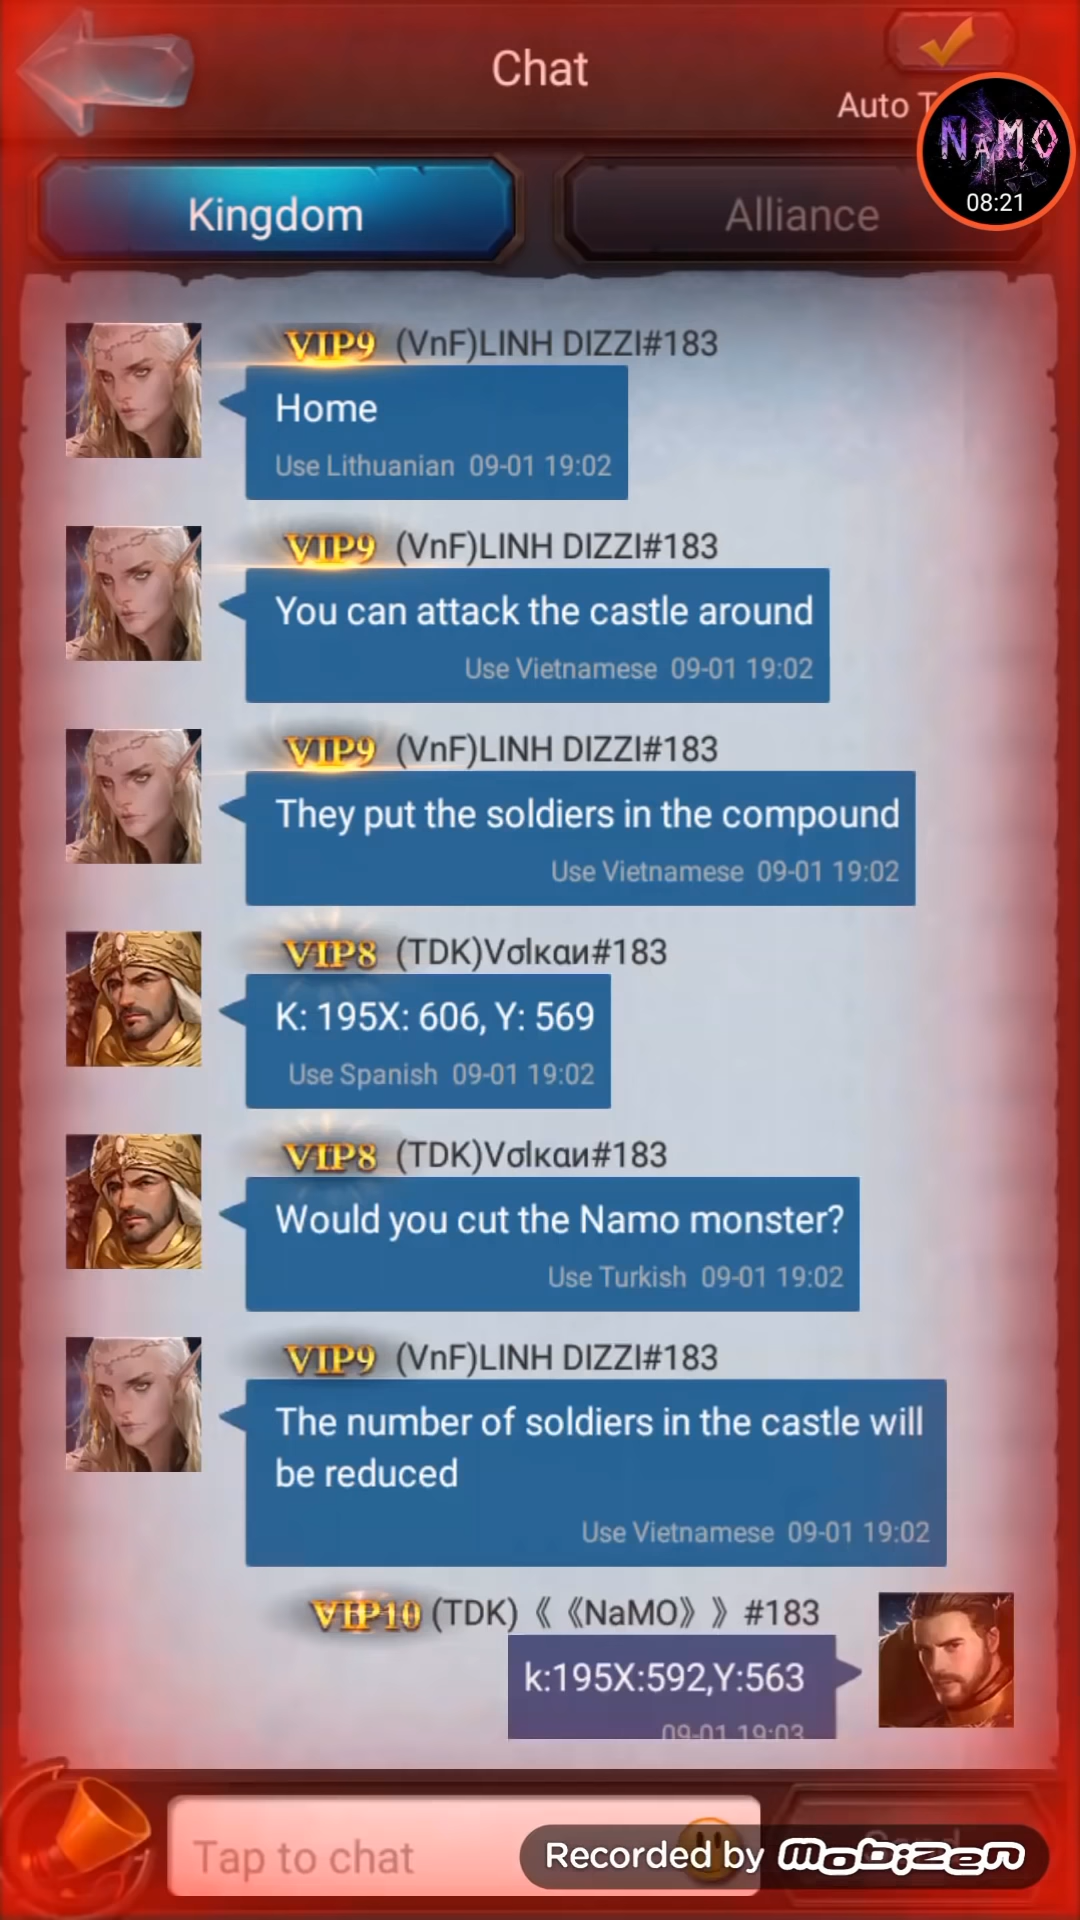 Chat
Auto T
NAMO
08:21
Kingdom
Alliance
VIP9 (VnF)LINH DIZZI#183
Home
Use Lithuanian 09-01 19:02
VIP9 (VnF)LINH DIZZI#183
You can attack the castle around
Use Vietnamese 09-01 19:02
VIP9 (VnF)LINH DIZZI#183
They put the soldiers in the compound
Use Vietnamese 09-01 19:02
VIP8 (TDK)Vσlkαи#183
K: 195X: 606, Y: 569
Use Spanish 09-01 19:02
VIP8 (TDK)Vσlkαи#183
Would you cut the Namo monster?
Use Turkish 09-01 19:02
VIP9 (VnF)LINH DIZZI#183
The number of soldiers in the castle will
be reduced
Use Vietnamese 09-01 19:02
VIP10 (TDK)《《NaMO》》#183
k:195X:592,Y:563
09-01 19:03
Tap to chat
Recorded by mobizen